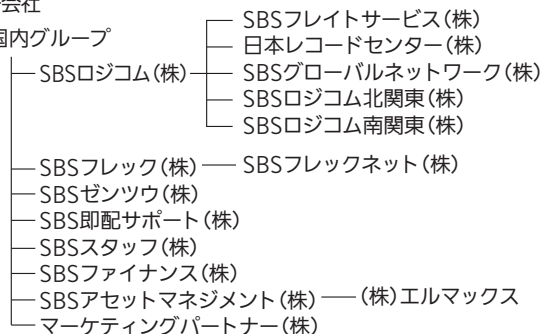 会社
国内グループ
SBSロジコム(株)
SBSフレイトサービス(株)
日本レコードセンター(株)
SBSグローバルネットワーク(株)
SBSロジコム北関東(株)
SBSロジコム南関東(株)
SBSフレック(株)
SBSフレックネット(株)
SBSゼンツウ(株)
SBS即配サポート(株)
SBSスタッフ(株)
SBSファイナンス(株)
SBSアセットマネジメント(株)
(株)エルマックス
マーケティングパートナー(株)